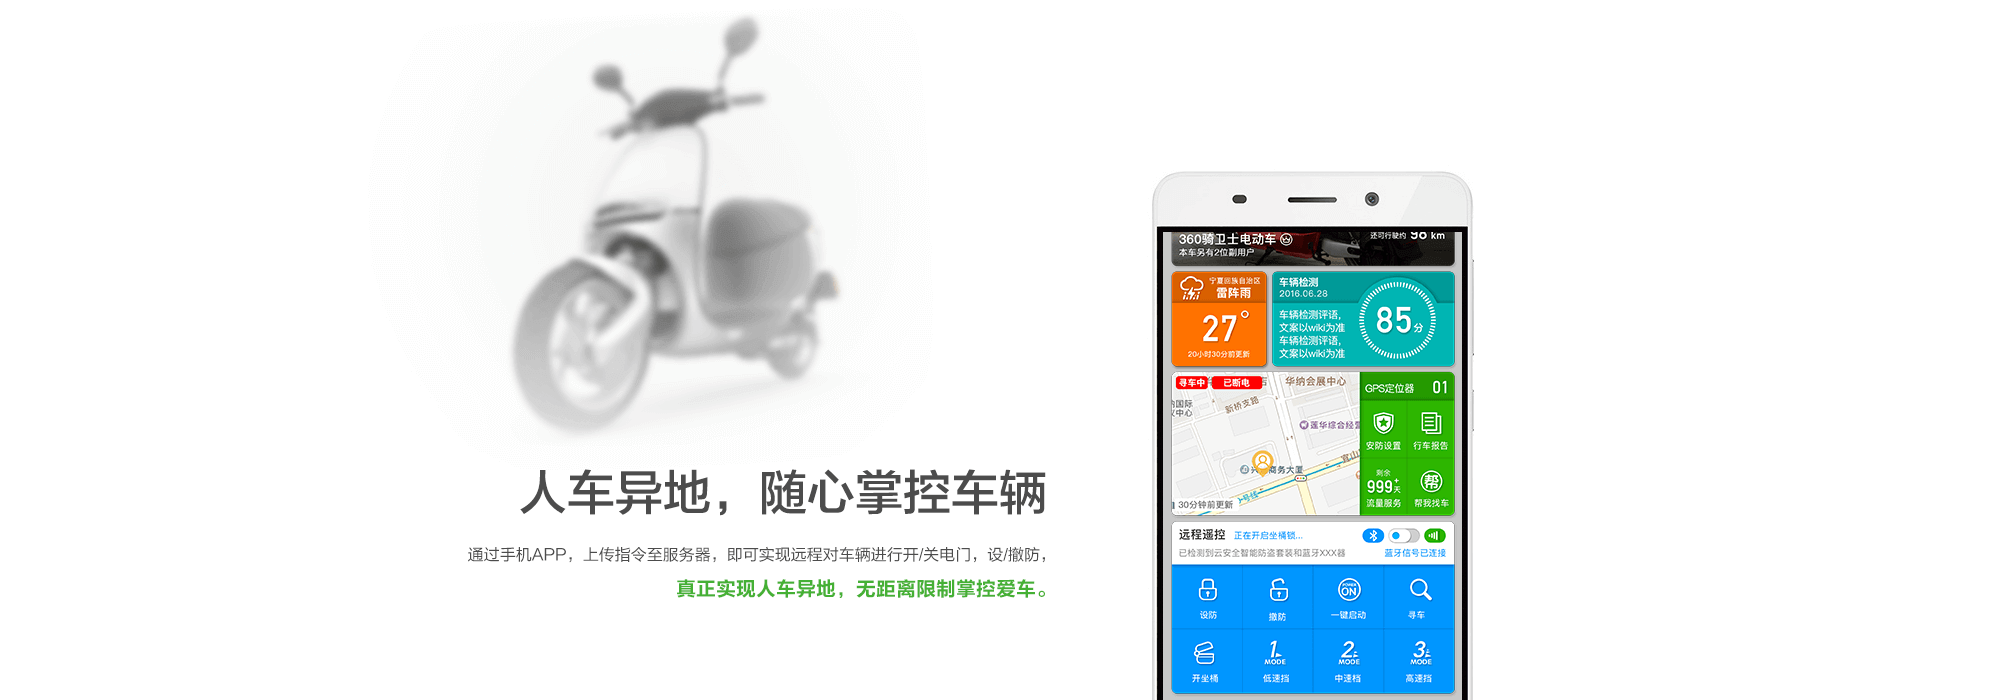 人车异地，随心掌控车辆
通过手机APP，上传指令至服务器，即可实现远程对车辆进行开/关电门，设/撤防，
真正实现人车异地，无距离限制掌控爱车。
360骑卫士电动车
还可行驶约 98 km
本车另有2位副用户
宁夏回族自治区
雷阵雨
27°
20小时30分前更新
车辆检测
2016.06.28
车辆检测评语，
文案以wiki为准
车辆检测评语，
文案以wiki为准
85分
寻车中
已断电
华纳会展中心
新桥支路
莲华综合经营
商务大厦
宜山
号线
30分钟前更新
GPS定位器 01
安防设置
行车报告
剩余
999+天
流量服务
帮
帮我找车
远程遥控 正在开启坐桶锁...
已检测到云安全智能防盗套装和蓝牙XXX器
蓝牙信号已连接
设防
撤防
POWER ON
一键启动
寻车
开坐桶
1 MODE
低速挡
2 MODE
中速档
3 MODE
高速挡